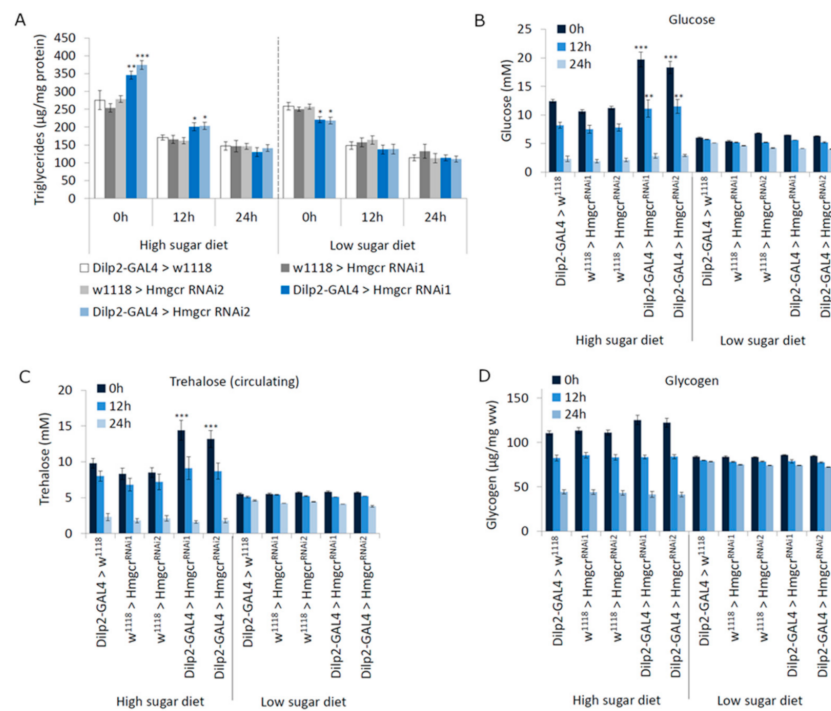 A
Triglycerides (µg/mg protein)
450
400
350
300
250
200
150
100
50
0
** ***
* *
* *
0h 12h 24h 0h 12h 24h
High sugar diet Low sugar diet
Dilp2-GAL4 > w1118 w1118 > Hmgcr RNAi1
w1118 > Hmgcr RNAi2 Dilp2-GAL4 > Hmgcr RNAi1
Dilp2-GAL4 > Hmgcr RNAi2
B
Glucose
Glucose (mM)
25
20
15
10
5
0
0h
12h
24h
*** ***
** **
Dilp2-GAL4 > w1118
w1118 > HmgcrRNAi1
w1118 > HmgcrRNAi2
Dilp2-GAL4 > HmgcrRNAi1
Dilp2-GAL4 > HmgcrRNAi2
Dilp2-GAL4 > w1118
w1118 > HmgcrRNAi1
w1118 > HmgcrRNAi2
Dilp2-GAL4 > HmgcrRNAi1
Dilp2-GAL4 > HmgcrRNAi2
High sugar diet Low sugar diet
C
Trehalose (circulating)
Trehalose (mM)
20
15
10
5
0
0h
12h
24h
*** ***
Dilp2-GAL4 > w1118
w1118 > HmgcrRNAi1
w1118 > HmgcrRNAi2
Dilp2-GAL4 > HmgcrRNAi1
Dilp2-GAL4 > HmgcrRNAi2
Dilp2-GAL4 > w1118
w1118 > HmgcrRNAi1
w1118 > HmgcrRNAi2
Dilp2-GAL4 > HmgcrRNAi1
Dilp2-GAL4 > HmgcrRNAi2
High sugar diet Low sugar diet
D
Glycogen
Glycogen (µg/mg ww)
150
100
50
0
0h
12h
24h
Dilp2-GAL4 > w1118
w1118 > HmgcrRNAi1
w1118 > HmgcrRNAi2
Dilp2-GAL4 > HmgcrRNAi1
Dilp2-GAL4 > HmgcrRNAi2
Dilp2-GAL4 > w1118
w1118 > HmgcrRNAi1
w1118 > HmgcrRNAi2
Dilp2-GAL4 > HmgcrRNAi1
Dilp2-GAL4 > HmgcrRNAi2
High sugar diet Low sugar diet